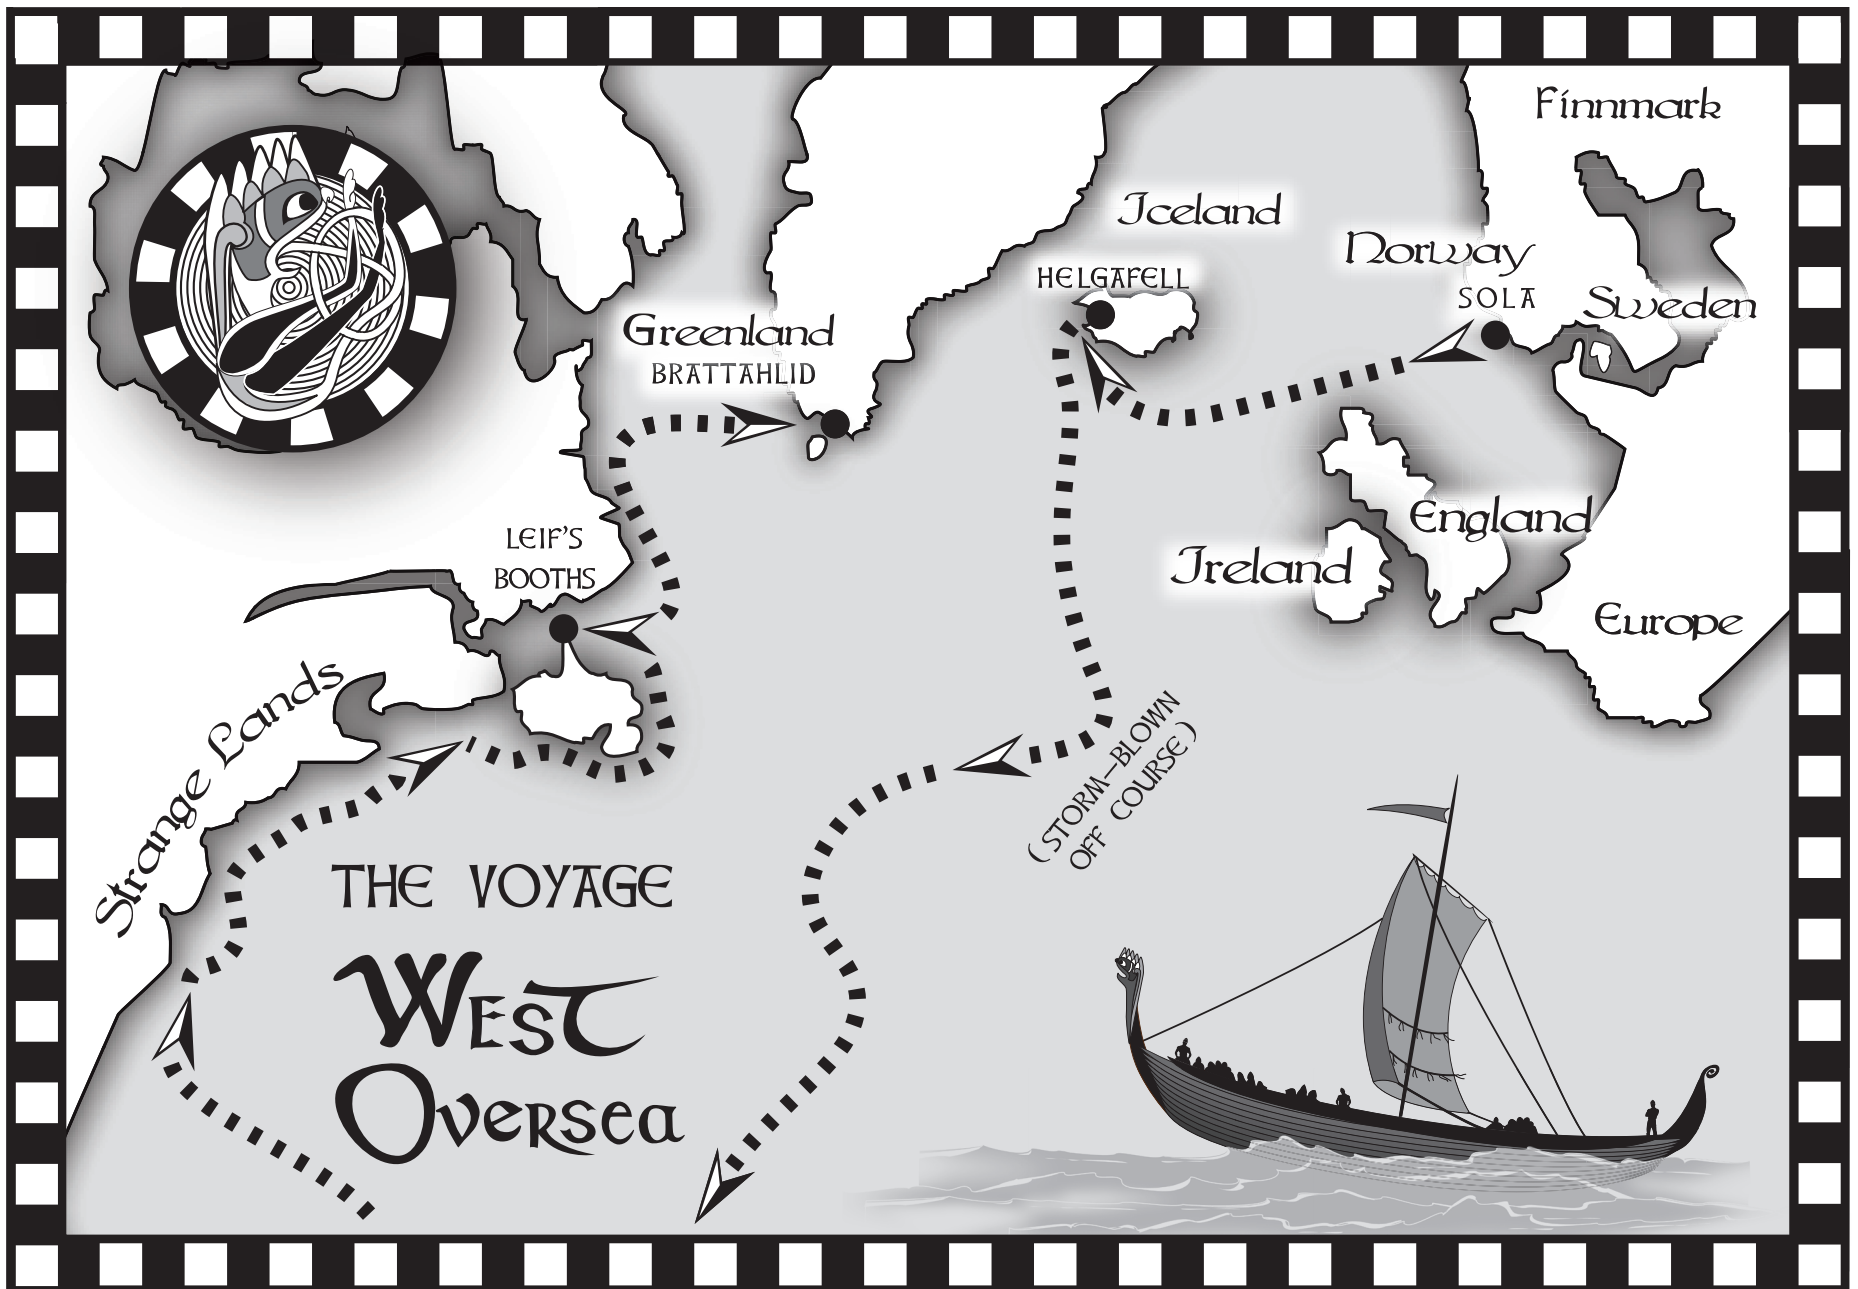 Finnmark
Iceland
Norway
HELGAFELL
SOLA
Sweden
Greenland
BRATTAHLID
England
LEIF'S
BOOTHS
Ireland
Europe
Strange Lands
(STORM–BLOWN
OFF COURSE)
THE VOYAGE
WEST
OVERSEA